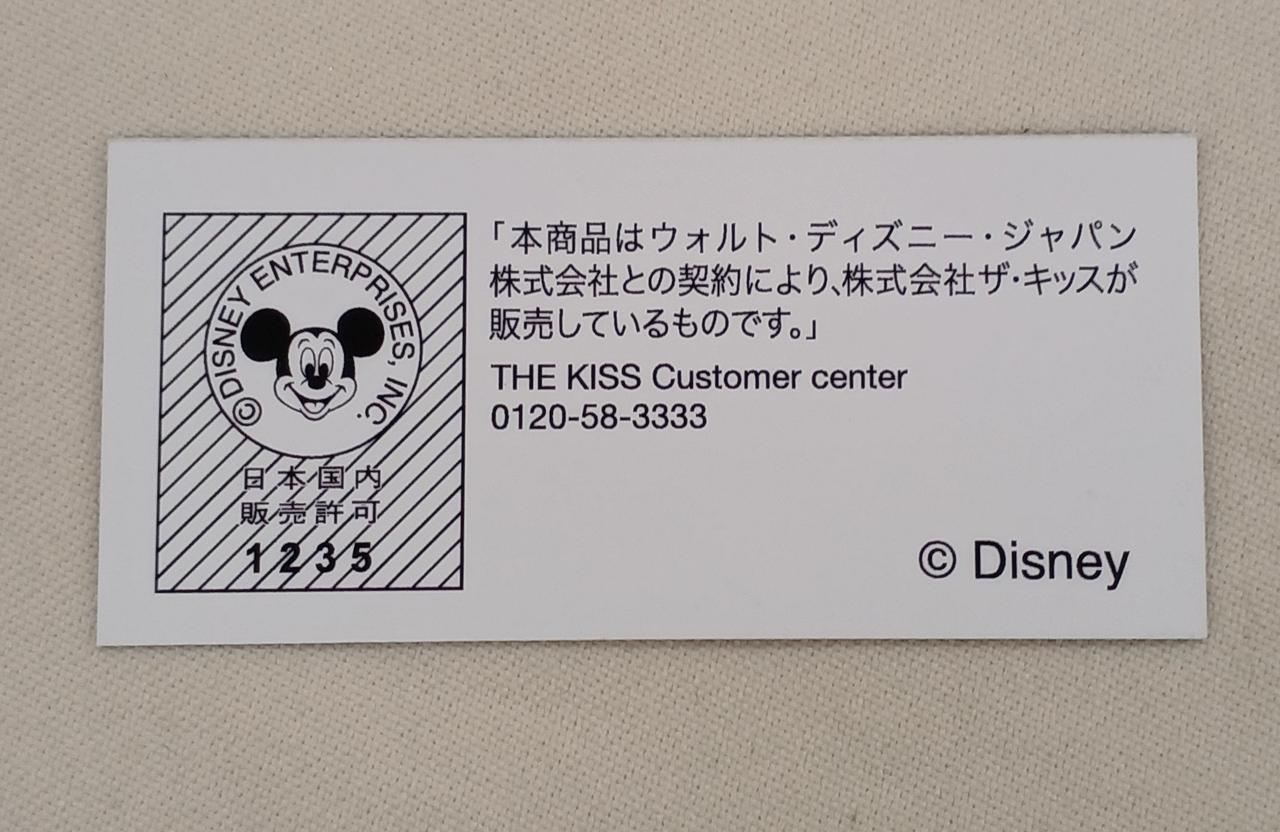 © DISNEY ENTERPRISES, INC.
日本国内
販売許可
1235
「本商品はウォルト・ディズニー・ジャパン
株式会社との契約により、株式会社ザ・キッスが
販売しているものです。」
THE KISS Customer center
0120-58-3333
© Disney